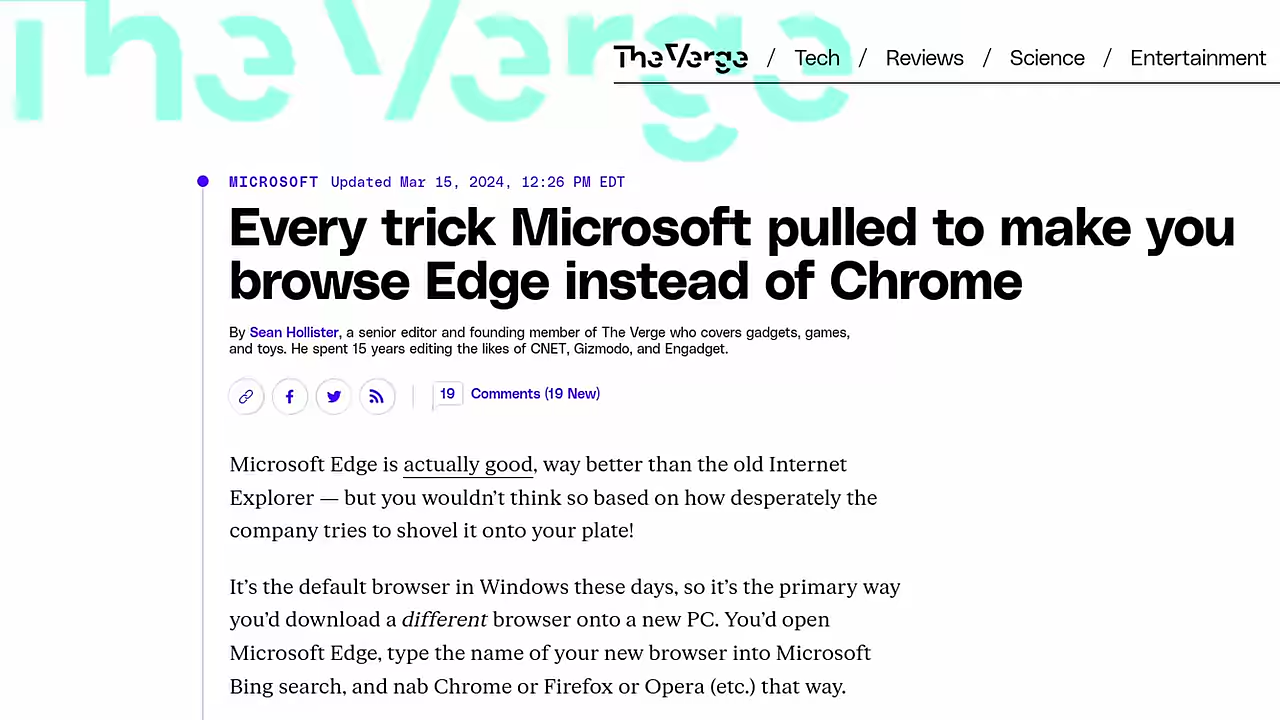 The Verge
The Verge / Tech / Reviews / Science / Entertainment
MICROSOFT Updated Mar 15, 2024, 12:26 PM EDT
Every trick Microsoft pulled to make you
browse Edge instead of Chrome
By Sean Hollister, a senior editor and founding member of The Verge who covers gadgets, games,
and toys. He spent 15 years editing the likes of CNET, Gizmodo, and Engadget.
19 Comments (19 New)
Microsoft Edge is actually good, way better than the old Internet
Explorer — but you wouldn’t think so based on how desperately the
company tries to shovel it onto your plate!
It’s the default browser in Windows these days, so it’s the primary way
you’d download a different browser onto a new PC. You’d open
Microsoft Edge, type the name of your new browser into Microsoft
Bing search, and nab Chrome or Firefox or Opera (etc.) that way.